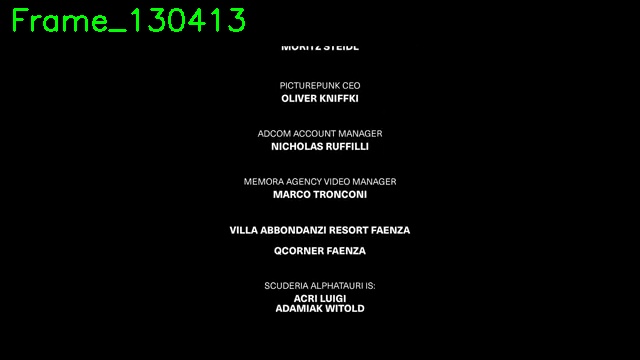 Frame_130413
MORITZ STEIDL
PICTUREPUNK CEO
OLIVER KNIFFKI
ADCOM ACCOUNT MANAGER
NICHOLAS RUFFILLI
MEMORA AGENCY VIDEO MANAGER
MARCO TRONCONI
VILLA ABBONDANZI RESORT FAENZA
QCORNER FAENZA
SCUDERIA ALPHATAURI IS:
ACRI LUIGI
ADAMIAK WITOLD